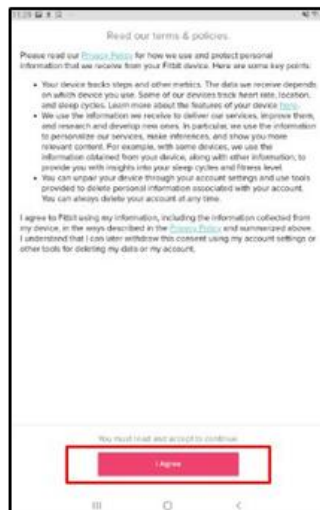 11:29
Read our terms & policies.
Please read our Privacy Policy for how we use and protect personal
information that we receive from your Fitbit device. Here are some key points:
• Your device tracks steps and other metrics. The data we receive depends
on which device you use. Some of our devices track heart rate, location,
and sleep cycles. Learn more about the features of your device here.
• We use the information we receive to deliver our services, improve them,
and research and develop new ones. In particular, we use the information
to personalize our services, make inferences, and show you more
relevant content. For example, with some devices, we use the
information obtained from your device, along with other information, to
provide you with insights into your sleep cycles and fitness level.
• You can unpair your device through your account settings and use tools
provided to delete personal information associated with your account.
You can always delete your account at any time.
I agree to Fitbit using my information, including the information collected from
my device, in the ways described in the Privacy Policy and summarized above.
I understand that I can later withdraw this consent using my account settings or
other tools for deleting my data or my account.
You must read and accept to continue
I Agree